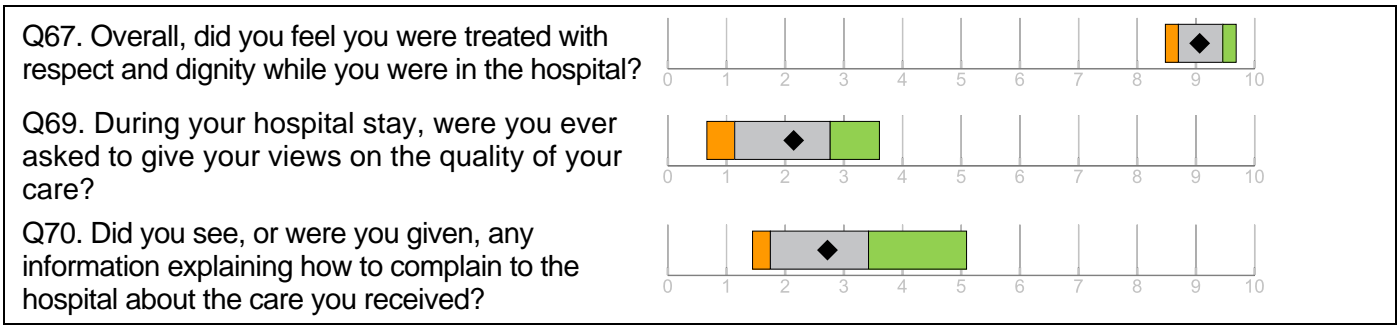 Q67. Overall, did you feel you were treated with
respect and dignity while you were in the hospital?
0 1 2 3 4 5 6 7 8 9 10
Q69. During your hospital stay, were you ever
asked to give your views on the quality of your
care?
0 1 2 3 4 5 6 7 8 9 10
Q70. Did you see, or were you given, any
information explaining how to complain to the
hospital about the care you received?
0 1 2 3 4 5 6 7 8 9 10